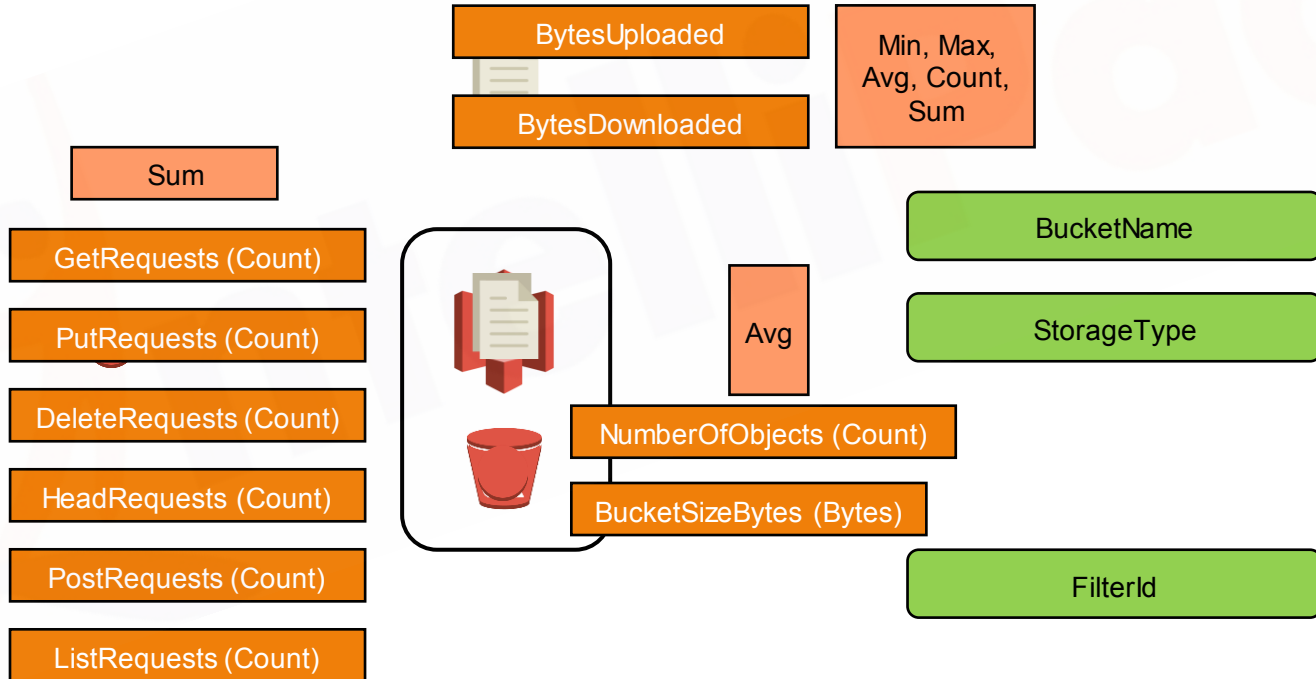 BytesUploaded
BytesDownloaded
Min, Max,
Avg, Count,
Sum
Sum
GetRequests (Count)
PutRequests (Count)
DeleteRequests (Count)
HeadRequests (Count)
PostRequests (Count)
ListRequests (Count)
Avg
NumberOfObjects (Count)
BucketSizeBytes (Bytes)
BucketName
StorageType
FilterId